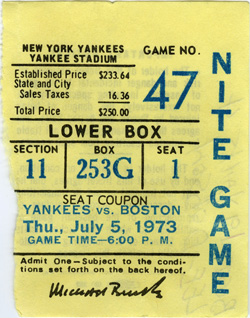 NEW YORK YANKEES
YANKEE STADIUM
GAME NO.
Established Price $233.64
State and City
Sales Taxes 16.36
Total Price $250.00
47
NITE GAME
LOWER BOX
SECTION BOX SEAT
11 253G 1
SEAT COUPON
YANKEES vs. BOSTON
Thu., July 5, 1973
GAME TIME—6:00 P. M.
Admit One—Subject to the condi-
tions set forth on the back hereof.